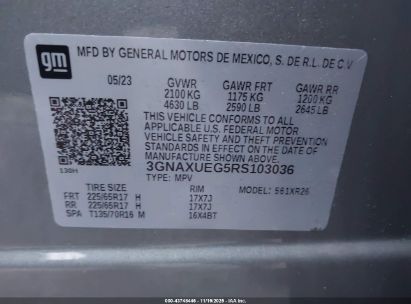 gm
MFD BY GENERAL MOTORS DE MEXICO, S. DE R.L. DE C.V
05/23 GVWR GAWR FRT GAWR RR
2100 KG 1175 KG 1200 KG
4630 LB 2590 LB 2645 LB
THIS VEHICLE CONFORMS TO ALL
APPLICABLE U.S. FEDERAL MOTOR
VEHICLE SAFETY AND THEFT PREVENTION
STANDARDS IN EFFECT ON THE DATE OF
MANUFACTURE SHOWN ABOVE.
3GNAXUEG5RS103036
TYPE: MPV MODEL:
TIRE SIZE RIM
FRT 225/65R17 H 17X7J
RR 225/65R17 H 17X7J
SPA T135/70R16 M 16X4BT